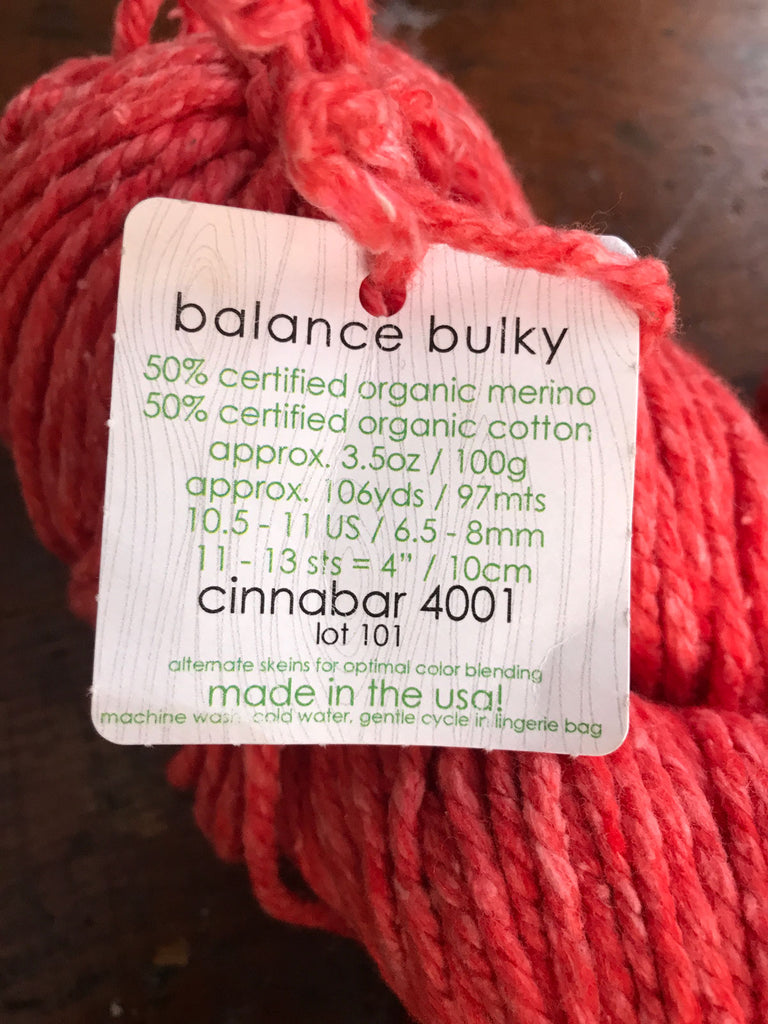 balance bulky
50% certified organic merino
50% certified organic cotton
approx. 3.5oz / 100g
approx. 106yds / 97mts
10.5 - 11 US / 6.5 - 8mm
11 - 13 sts = 4" / 10cm
cinnabar 4001
lot 101
alternate skeins for optimal color blending
made in the usa!
machine wash, cold water, gentle cycle in lingerie bag